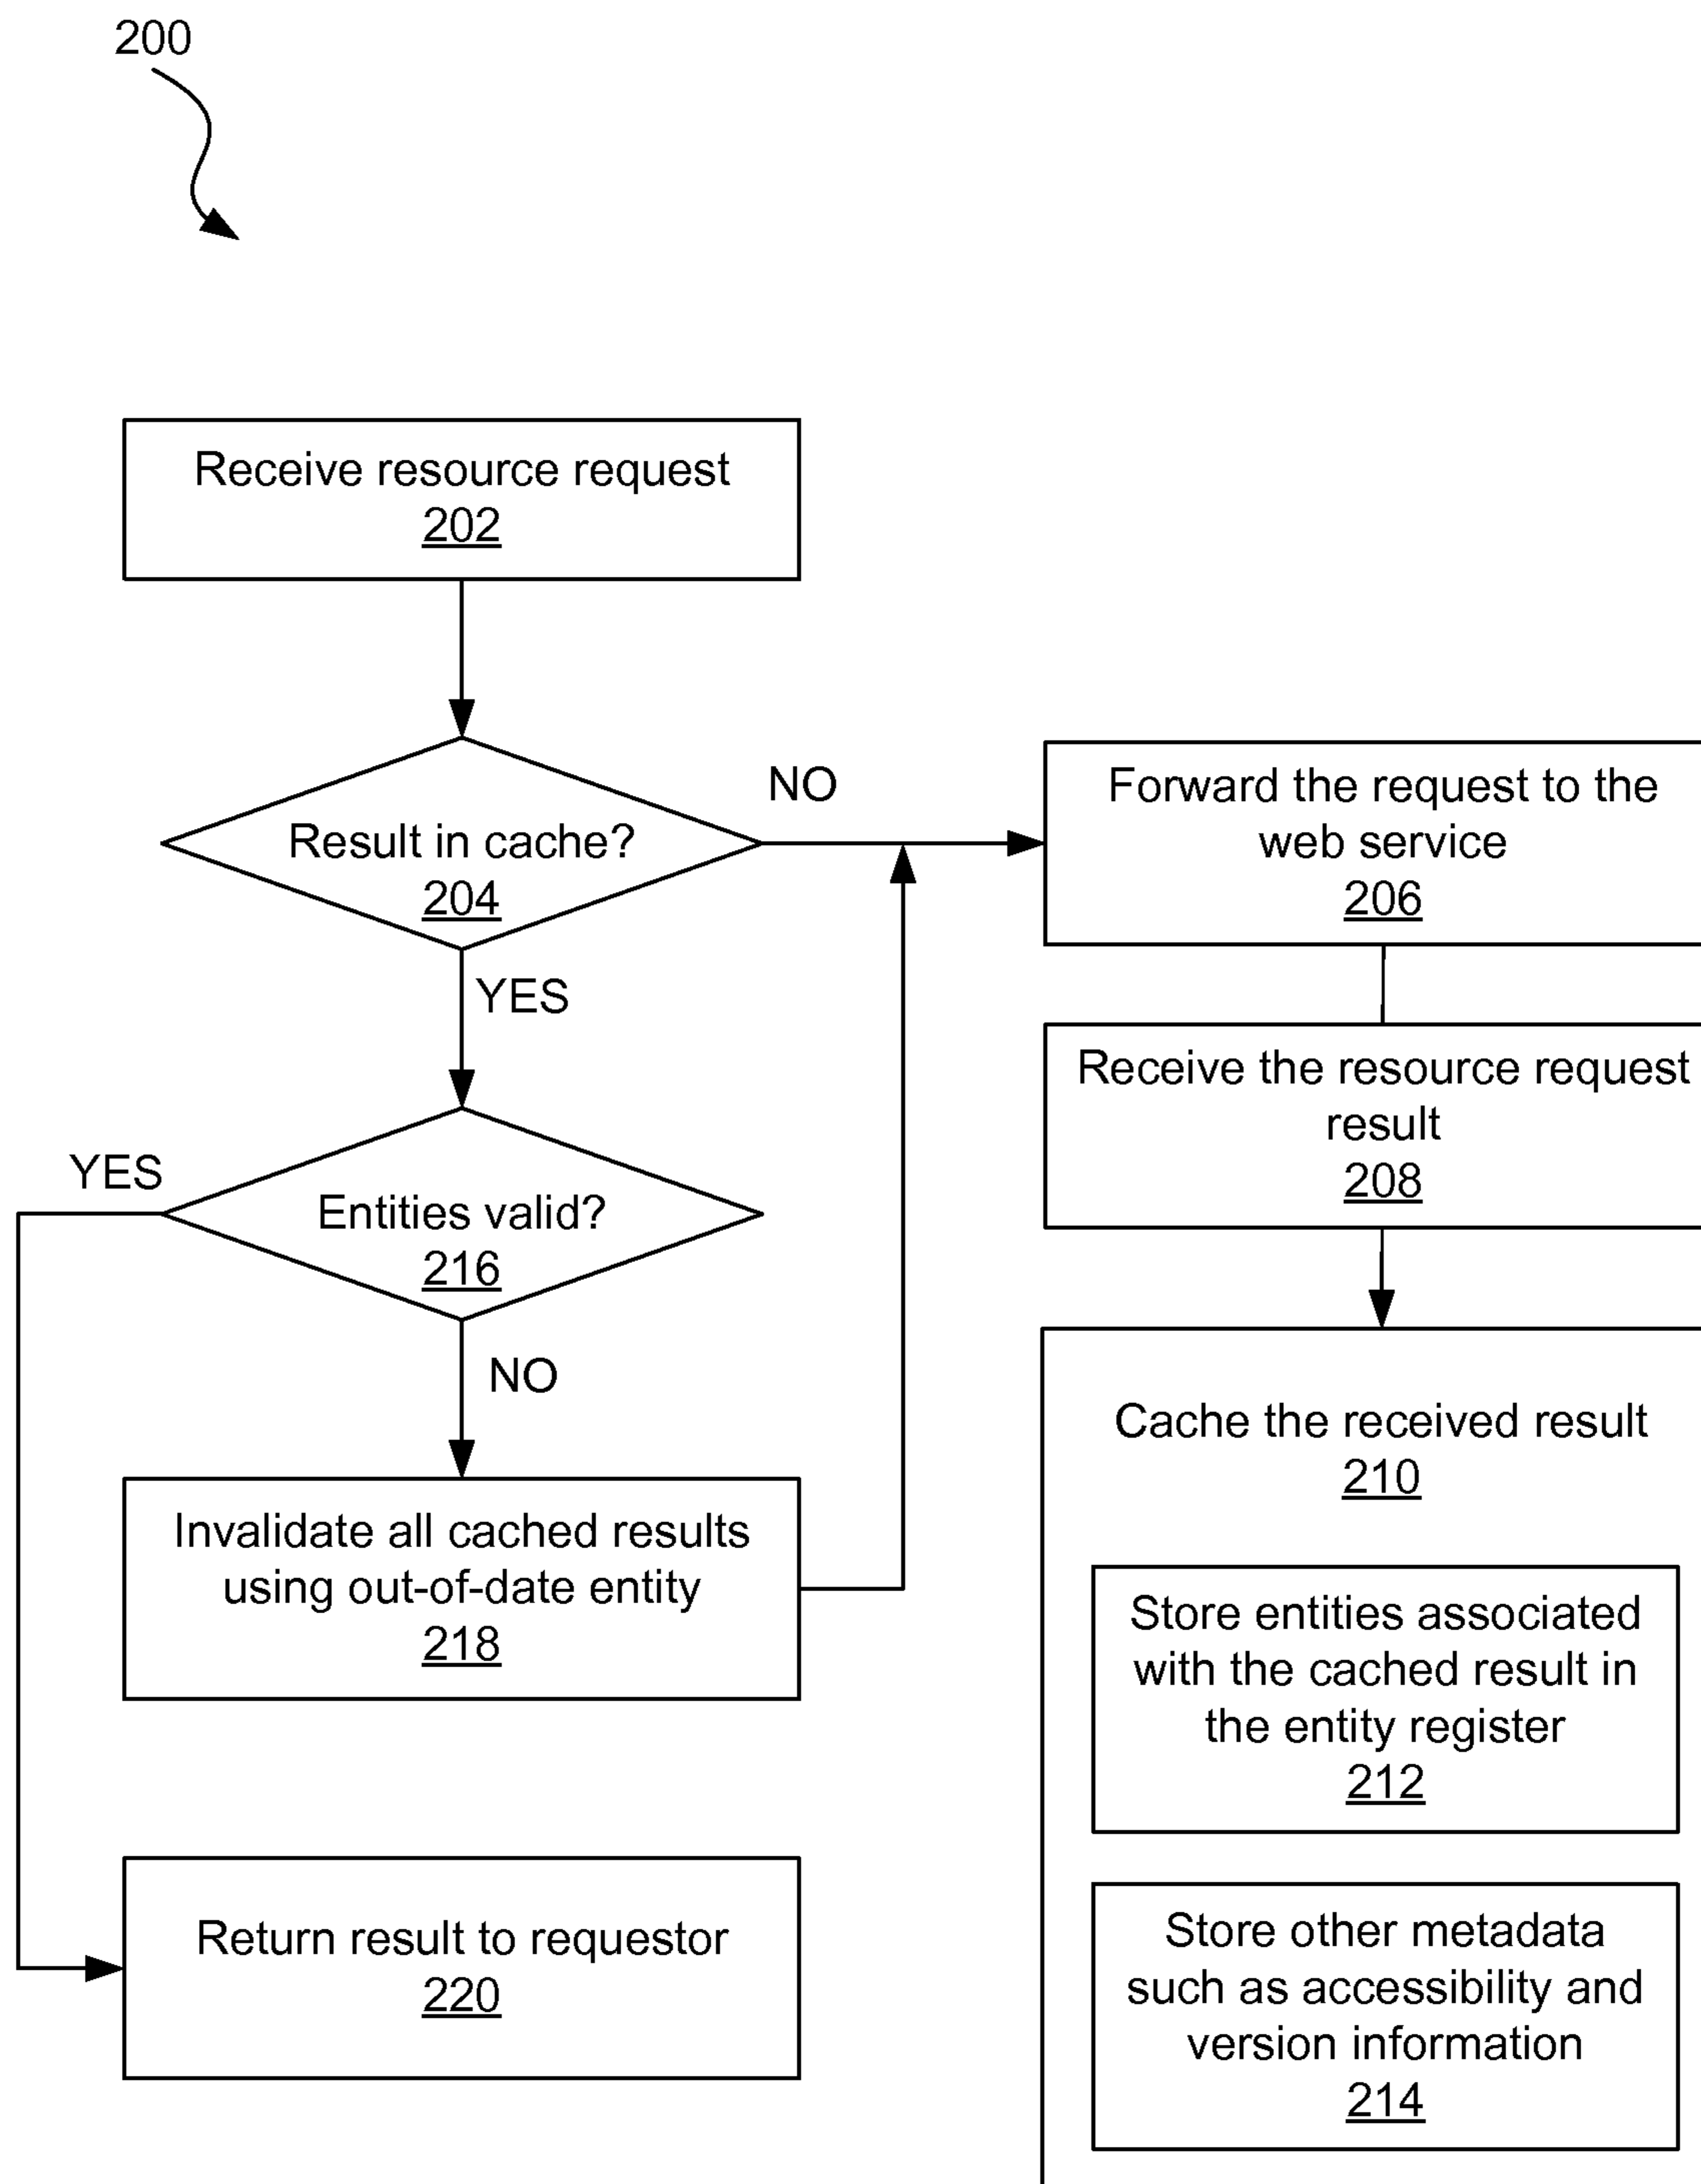 200
Receive resource request
202
Result in cache?
204
NO
YES
Forward the request to the
web service
206
Receive the resource request
result
208
YES
Entities valid?
216
NO
Invalidate all cached results
using out-of-date entity
218
Return result to requestor
220
Cache the received result
210
Store entities associated
with the cached result in
the entity register
212
Store other metadata
such as accessibility and
version information
214